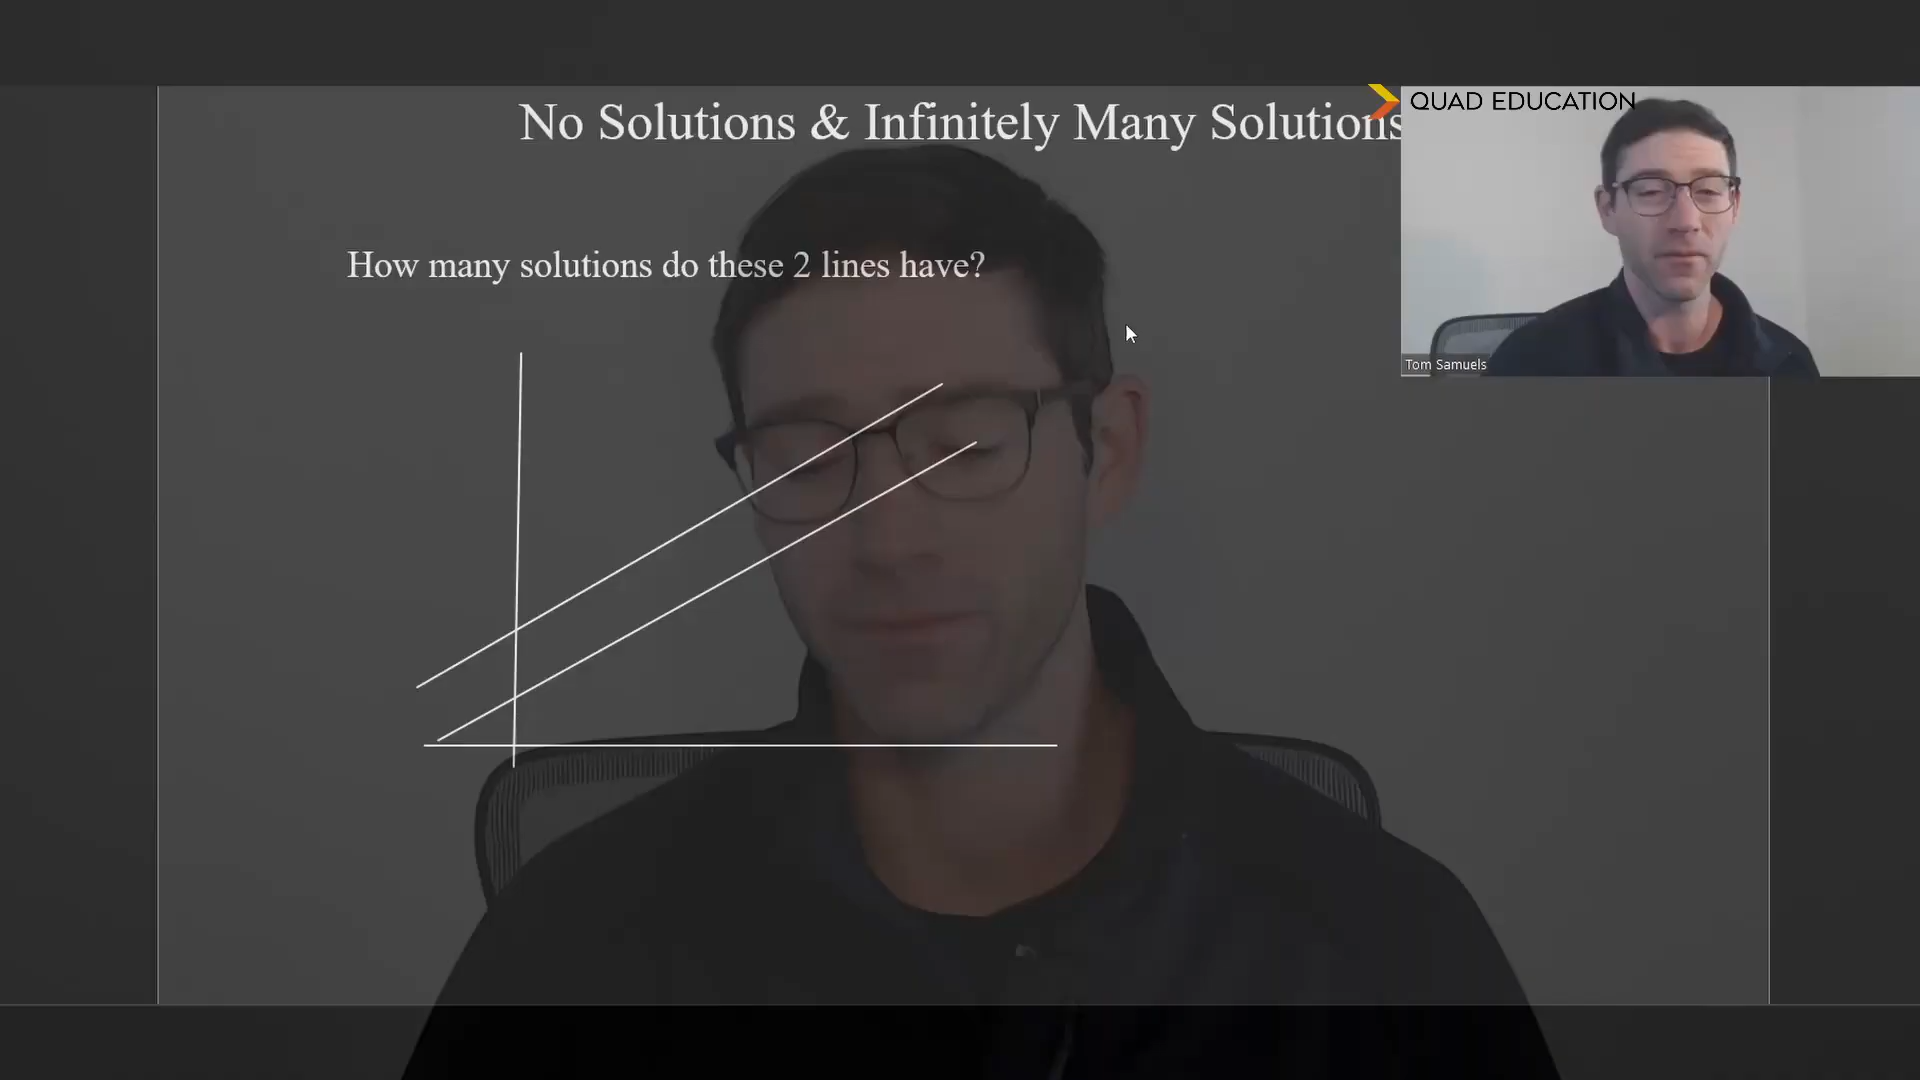 QUAD EDUCATION
No Solutions & Infinitely Many Solutions
How many solutions do these 2 lines have?
Tom Samuels